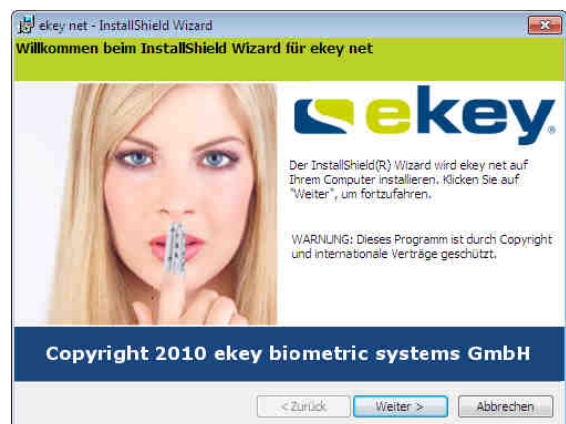 ekey net - InstallShield Wizard
Willkommen beim InstallShield Wizard für ekey net
ekey
Der InstallShield(R) Wizard wird ekey net auf
Ihrem Computer installieren. Klicken Sie auf
"Weiter", um fortzufahren.
WARNUNG: Dieses Programm ist durch Copyright
und internationale Verträge geschützt.
Copyright 2010 ekey biometric systems GmbH
< Zurück
Weiter >
Abbrechen